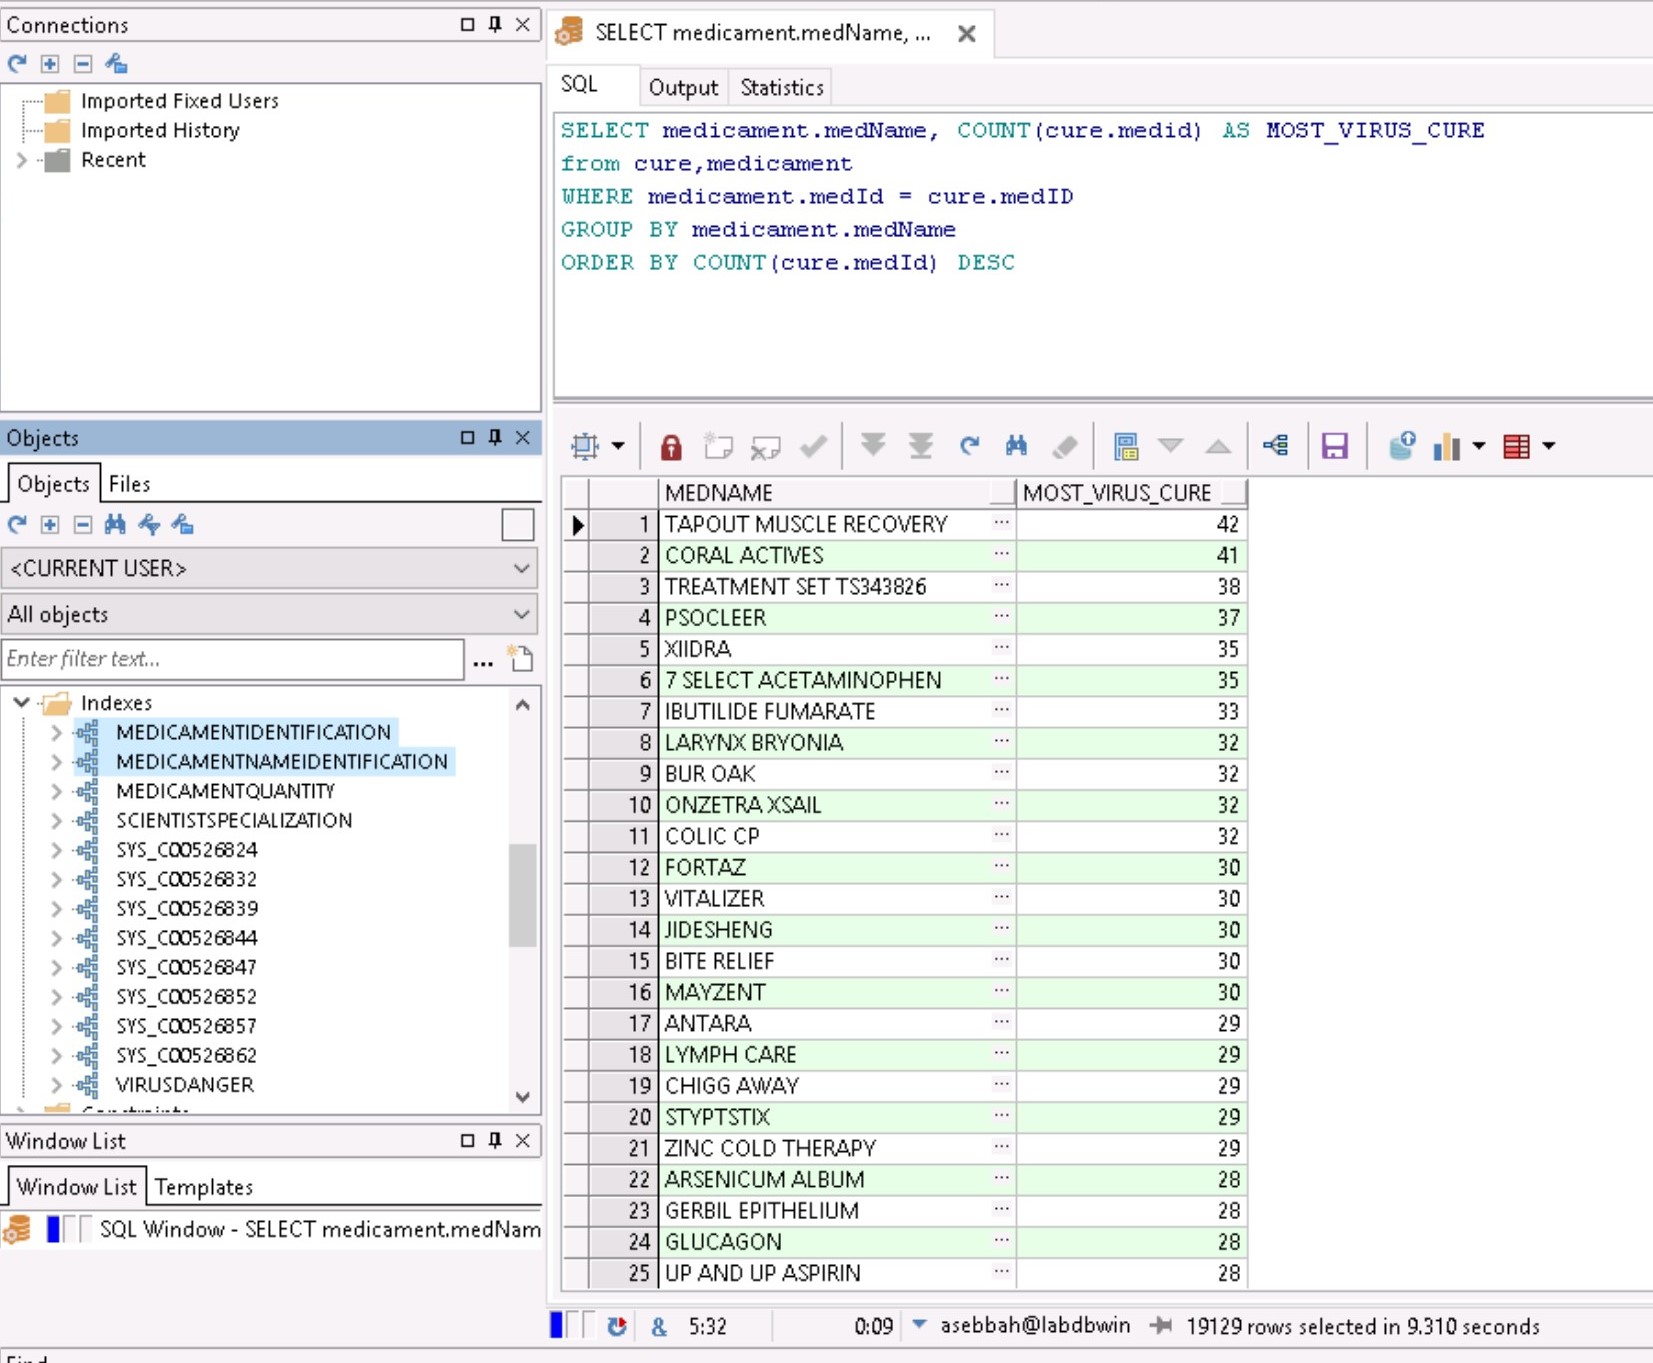 Connections
Imported Fixed Users
Imported History
Recent
Objects
Objects Files
<CURRENT USER>
All objects
Enter filter text...
Indexes
MEDICAMENTIDENTIFICATION
MEDICAMENTNAMEIDENTIFICATION
MEDICAMENTQUANTITY
SCIENTISTSPECIALIZATION
SYS_C00526824
SYS_C00526832
SYS_C00526839
SYS_C00526844
SYS_C00526847
SYS_C00526852
SYS_C00526857
SYS_C00526862
VIRUSDANGER
Window List
Window List Templates
SQL Window - SELECT medicament.medNam
SELECT medicament.medName, ...
SQL Output Statistics
SELECT medicament.medName, COUNT(cure.medid) AS MOST_VIRUS_CURE
from cure,medicament
WHERE medicament.medId = cure.medID
GROUP BY medicament.medName
ORDER BY COUNT(cure.medId) DESC
MEDNAME MOST_VIRUS_CURE
1 TAPOUT MUSCLE RECOVERY ... 42
2 CORAL ACTIVES ... 41
3 TREATMENT SET TS343826 ... 38
4 PSOCLEER ... 37
5 XIIDRA ... 35
6 7 SELECT ACETAMINOPHEN ... 35
7 IBUTILIDE FUMARATE ... 33
8 LARYNX BRYONIA ... 32
9 BUR OAK ... 32
10 ONZETRA XSAIL ... 32
11 COLIC CP ... 32
12 FORTAZ ... 30
13 VITALIZER ... 30
14 JIDESHENG ... 30
15 BITE RELIEF ... 30
16 MAYZENT ... 30
17 ANTARA ... 29
18 LYMPH CARE ... 29
19 CHIGG AWAY ... 29
20 STYPTSTIX ... 29
21 ZINC COLD THERAPY ... 29
22 ARSENICUM ALBUM ... 28
23 GERBIL EPITHELIUM ... 28
24 GLUCAGON ... 28
25 UP AND UP ASPIRIN ... 28
& 5:32 0:09 asebbah@labdbwin 19129 rows selected in 9.310 seconds